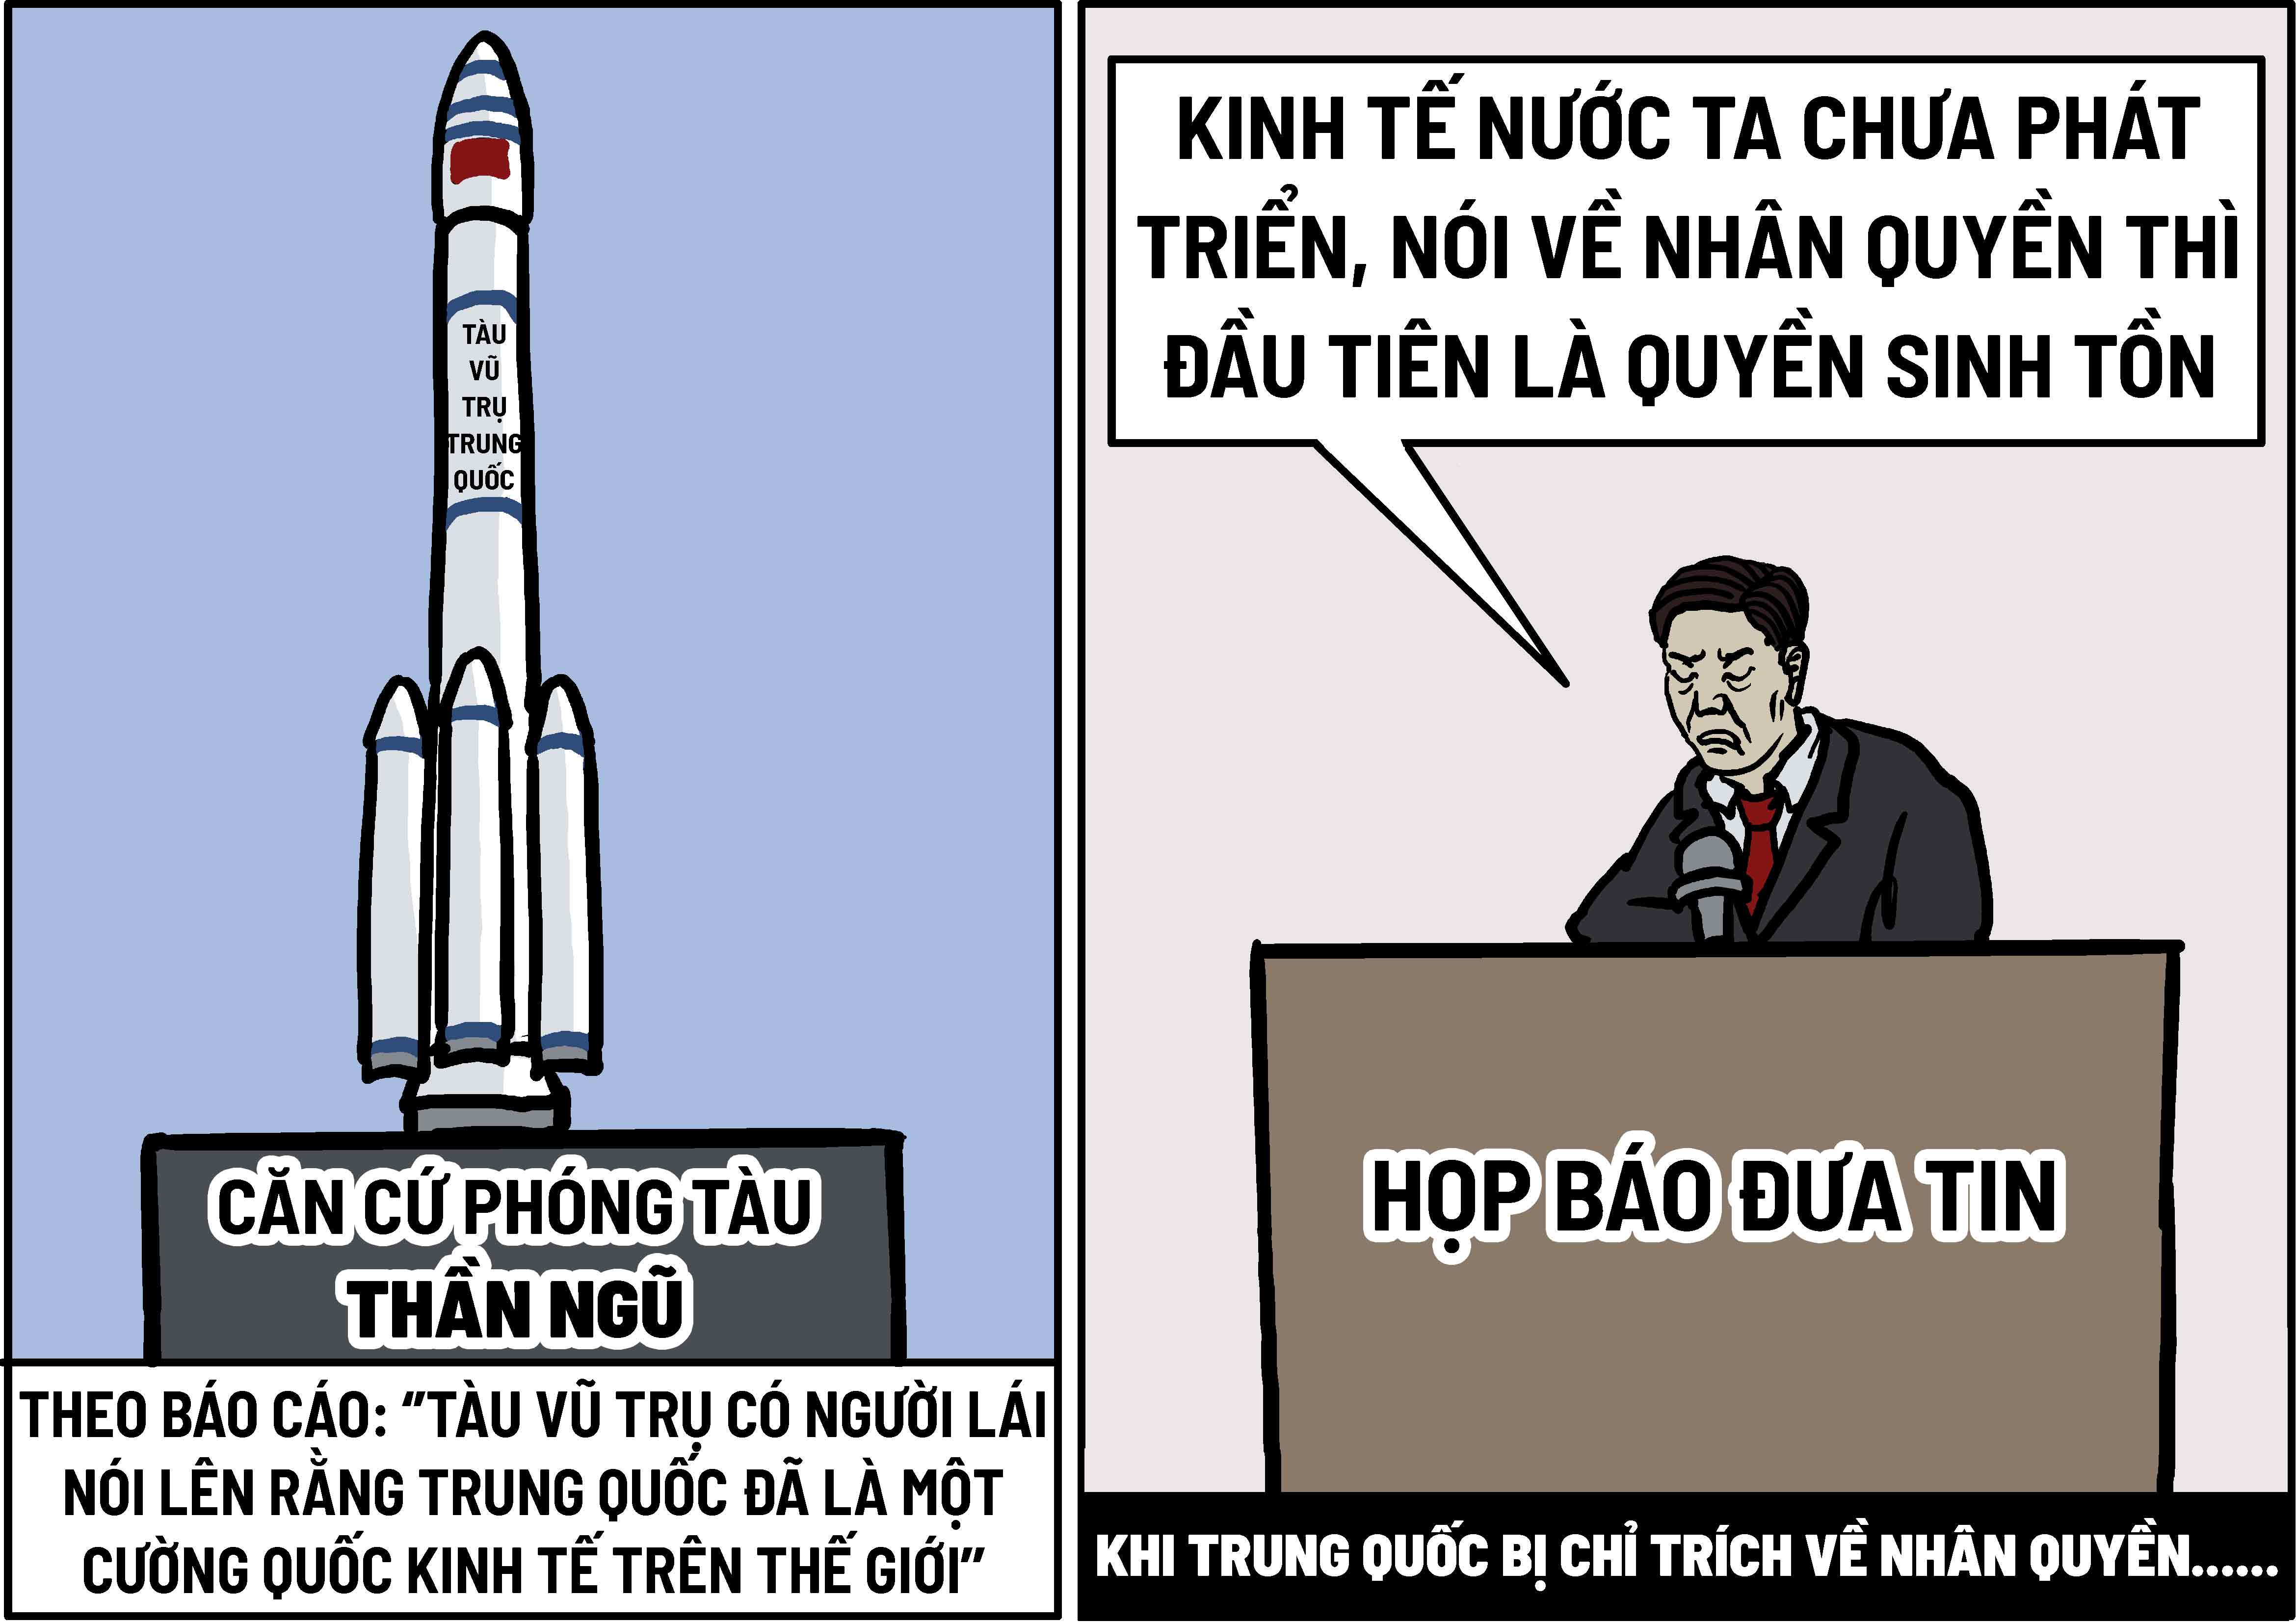 TÀU
VŨ
TRỤ
TRUNG
QUỐC
CĂN CỨ PHÓNG TÀU
THẦN NGŨ
THEO BÁO CÁO: “TÀU VŨ TRỤ CÓ NGƯỜI LÁI
NÓI LÊN RẰNG TRUNG QUỐC ĐÃ LÀ MỘT
CƯỜNG QUỐC KINH TẾ TRÊN THẾ GIỚI”
KINH TẾ NƯỚC TA CHƯA PHÁT
TRIỂN, NÓI VỀ NHÂN QUYỀN THÌ
ĐẦU TIÊN LÀ QUYỀN SINH TỒN
HỌP BÁO ĐƯA TIN
KHI TRUNG QUỐC BỊ CHỈ TRÍCH VỀ NHÂN QUYỀN......